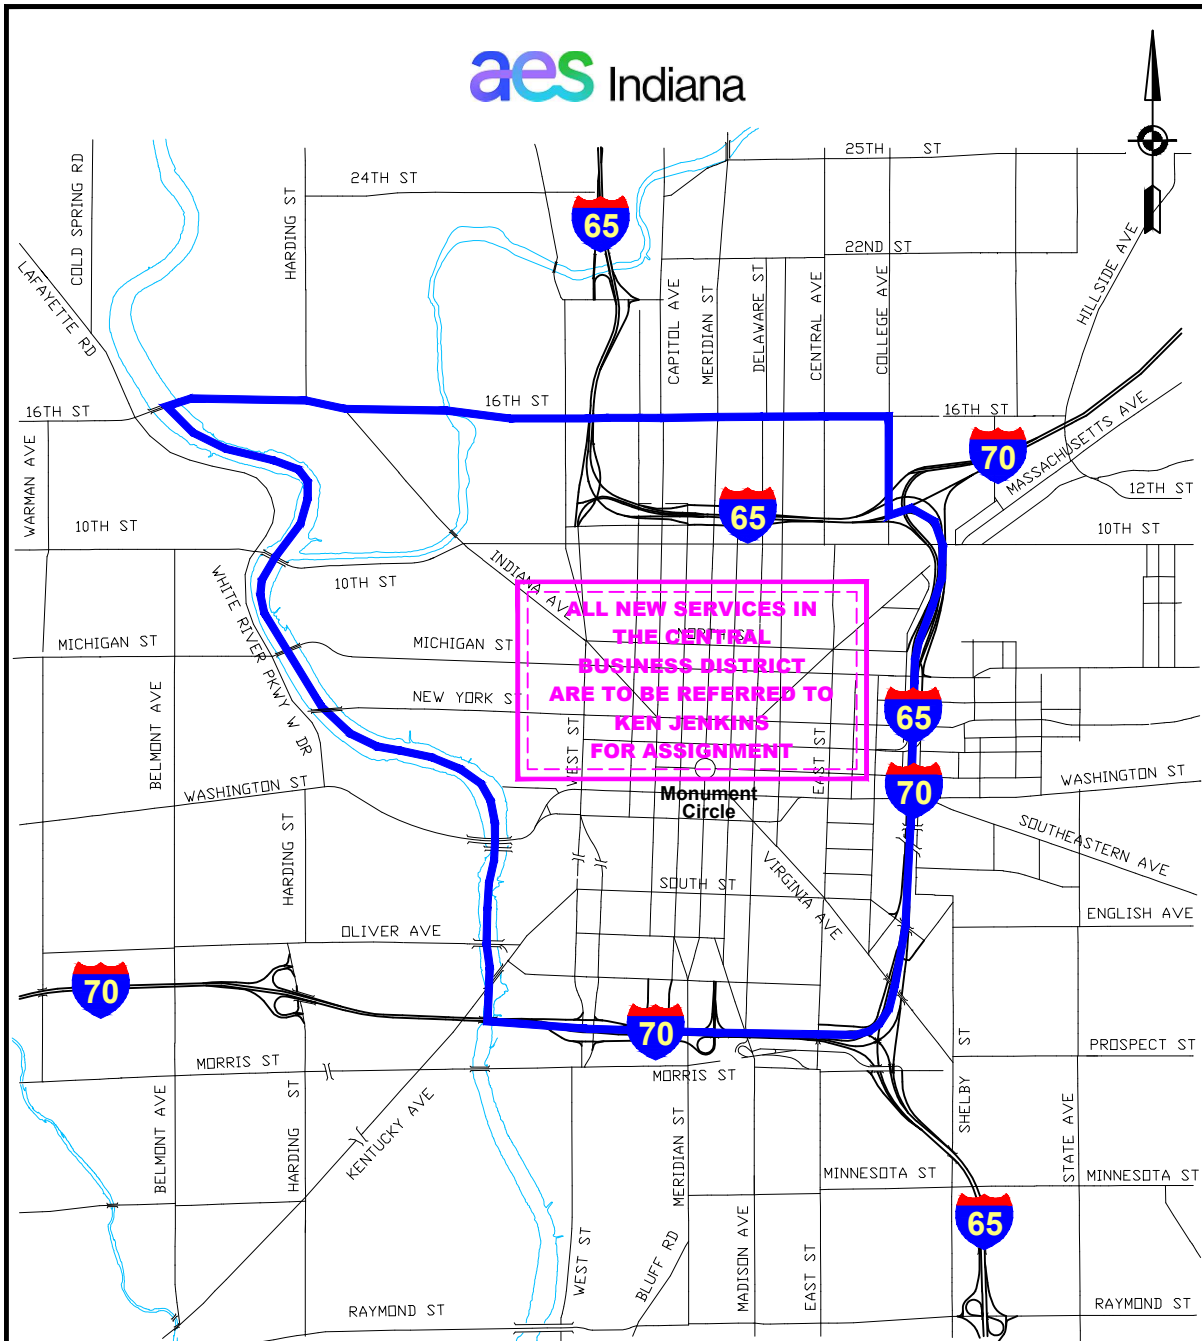 aes Indiana
25TH ST
24TH ST
COLD SPRING RD
HARDING ST
65
22ND ST
HILLSIDE AVE
LAFAYETTE RD
CAPITOL AVE
MERIDIAN ST
DELAWARE ST
CENTRAL AVE
COLLEGE AVE
16TH ST
16TH ST
16TH ST
MASSACHUSETTS AVE
70
WARMAN AVE
12TH ST
65
10TH ST
10TH ST
10TH ST
INDIANA AVE
WHITE RIVER PKWY W DR
ALL NEW SERVICES IN
THE CENTRAL
BUSINESS DISTRICT
ARE TO BE REFERRED TO
KEN JENKINS
FOR ASSIGNMENT
NORTH ST
MICHIGAN ST
MICHIGAN ST
BELMONT AVE
NEW YORK ST
65
WEST ST
EAST ST
70
WASHINGTON ST
WASHINGTON ST
Monument
Circle
SOUTHEASTERN AVE
HARDING ST
VIRGINIA AVE
SOUTH ST
ENGLISH AVE
OLIVER AVE
70
70
SHELBY ST
PROSPECT ST
MORRIS ST
MORRIS ST
BELMONT AVE
HARDING ST
KENTUCKY AVE
MERIDIAN ST
STATE AVE
MINNESOTA ST
MINNESOTA ST
65
WEST ST
BLUFF RD
MADISON AVE
EAST ST
RAYMOND ST
RAYMOND ST